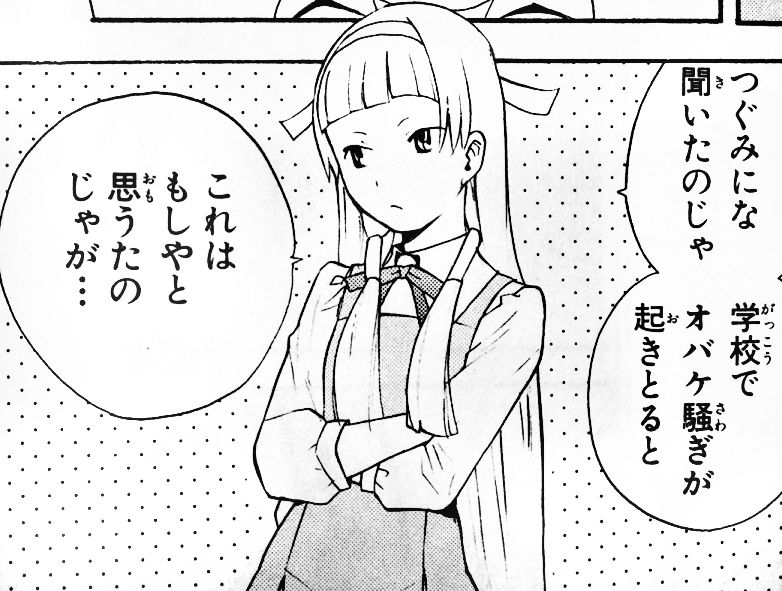 つぐみにな
聞いたのじゃ
学校で
オバケ騒ぎが
起きとると
これは
もしやと
思うたの
じゃが…